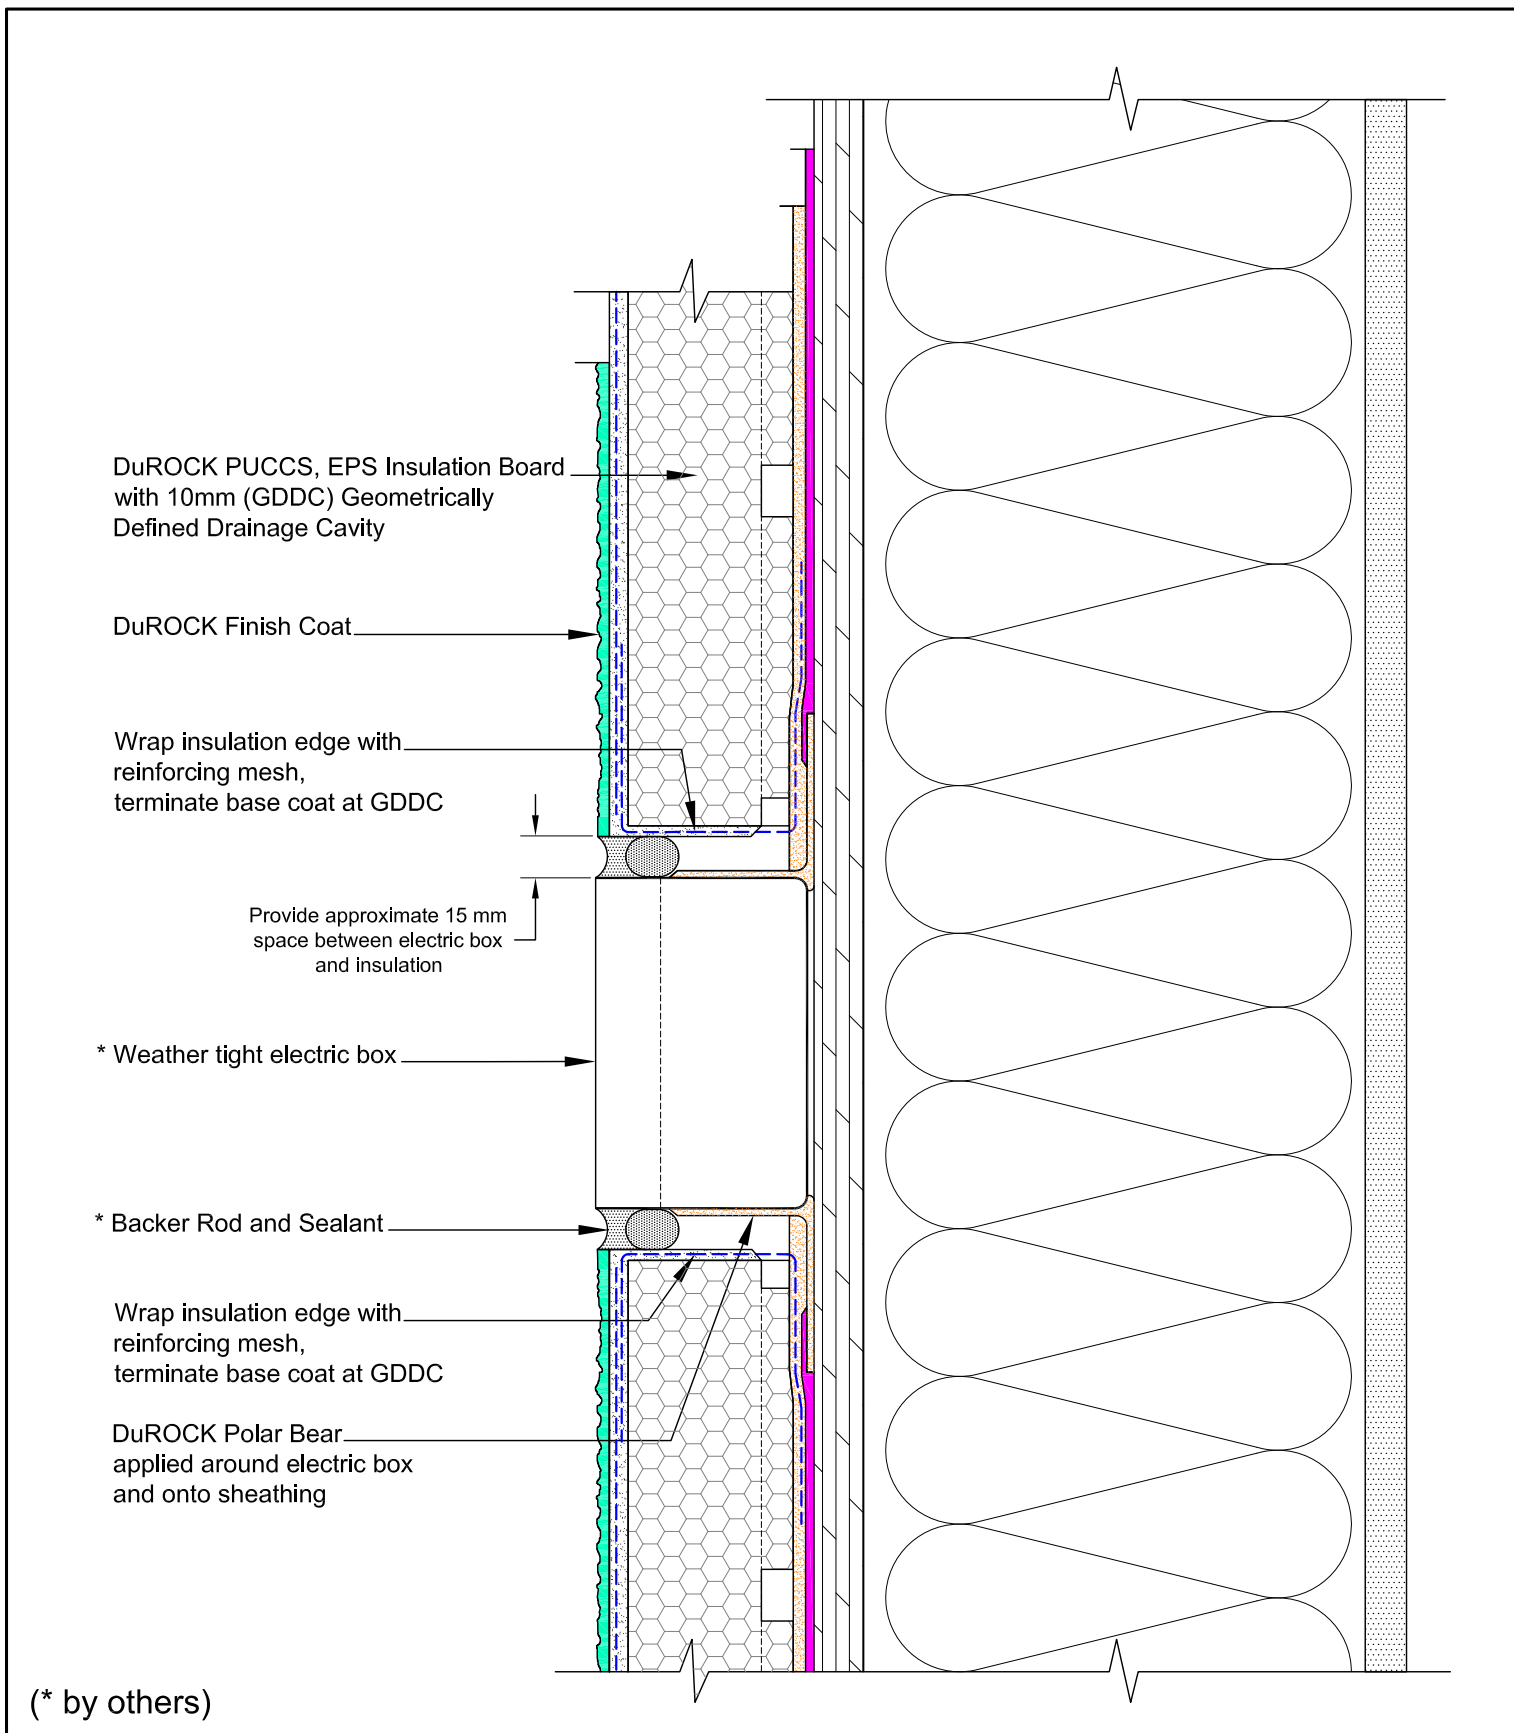 DuROCK PUCCS, EPS Insulation Board
with 10mm (GDDC) Geometrically
Defined Drainage Cavity
DuROCK Finish Coat
Wrap insulation edge with
reinforcing mesh,
terminate base coat at GDDC
Provide approximate 15 mm
space between electric box
and insulation
* Weather tight electric box
* Backer Rod and Sealant
Wrap insulation edge with
reinforcing mesh,
terminate base coat at GDDC
DuROCK Polar Bear
applied around electric box
and onto sheathing
(* by others)